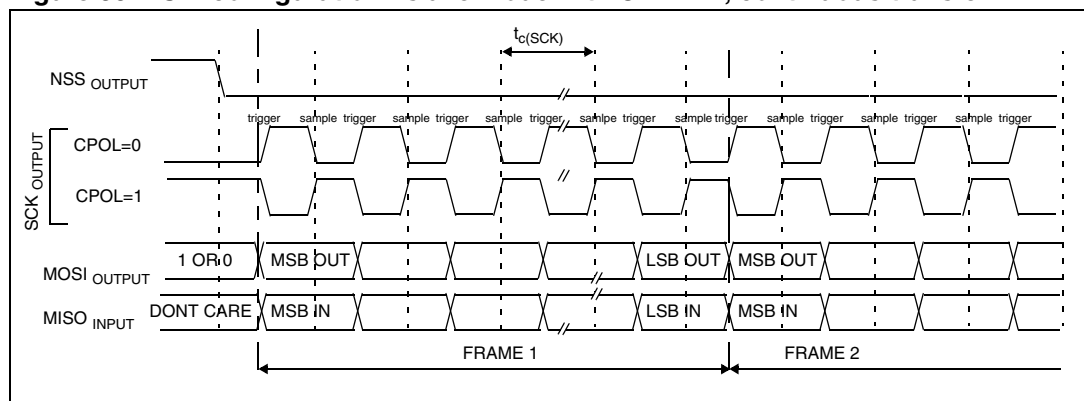 tc(SCK)
NSS OUTPUT
trigger sample trigger sample trigger sample trigger samlpe trigger sample trigger sample trigger sample trigger sample trigger
SCK OUTPUT
CPOL=0
CPOL=1
MOSI OUTPUT
1 OR 0 MSB OUT LSB OUT MSB OUT
MISO INPUT
DONT CARE MSB IN LSB IN MSB IN
FRAME 1 FRAME 2